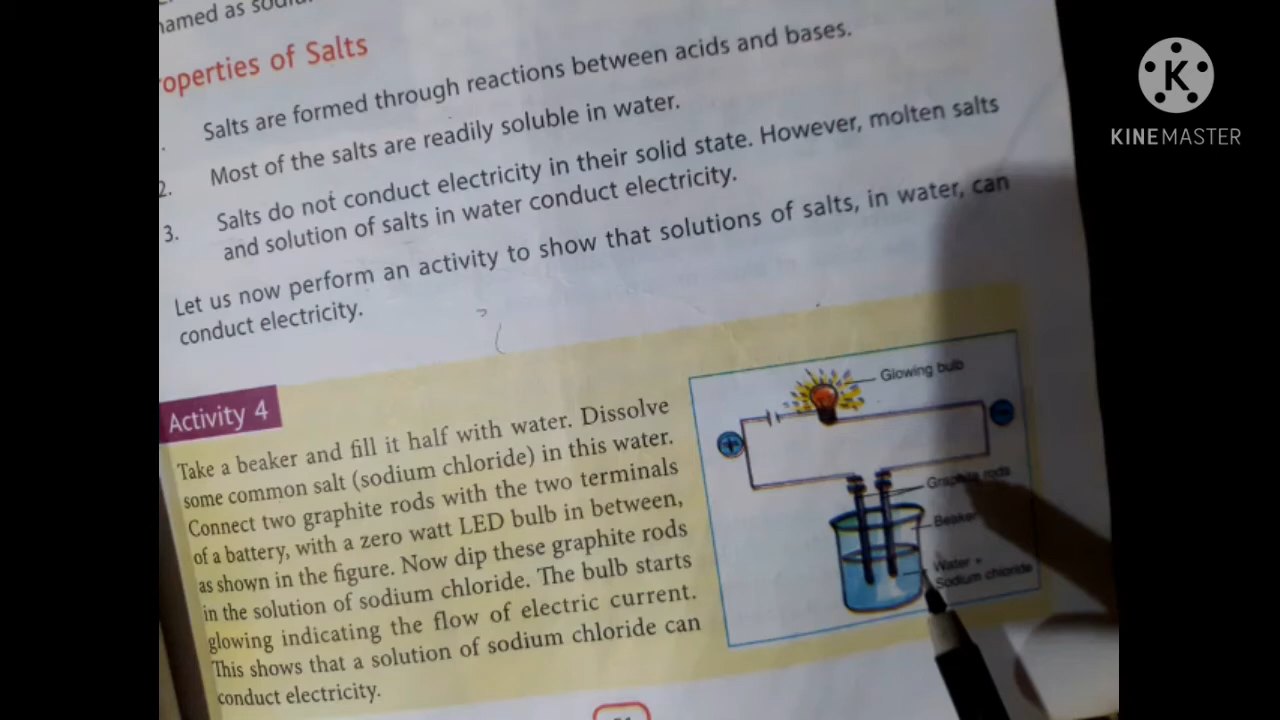 named as
operties of Salts
Salts are formed through reactions between acids and bases.
2. Most of the salts are readily soluble in water.
3. Salts do not conduct electricity in their solid state. However, molten salts
and solution of salts in water conduct electricity.
Let us now perform an activity to show that solutions of salts, in water, can
conduct electricity.
Activity 4
Take a beaker and fill it half with water. Dissolve
some common salt (sodium chloride) in this water.
Connect two graphite rods with the two terminals
of a battery, with a zero watt LED bulb in between,
as shown in the figure. Now dip these graphite rods
in the solution of sodium chloride. The bulb starts
glowing indicating the flow of electric current.
This shows that a solution of sodium chloride can
conduct electricity.
Glowing bulb
+
Graphite rods
Beaker
Water +
Sodium chloride
K
KINEMASTER